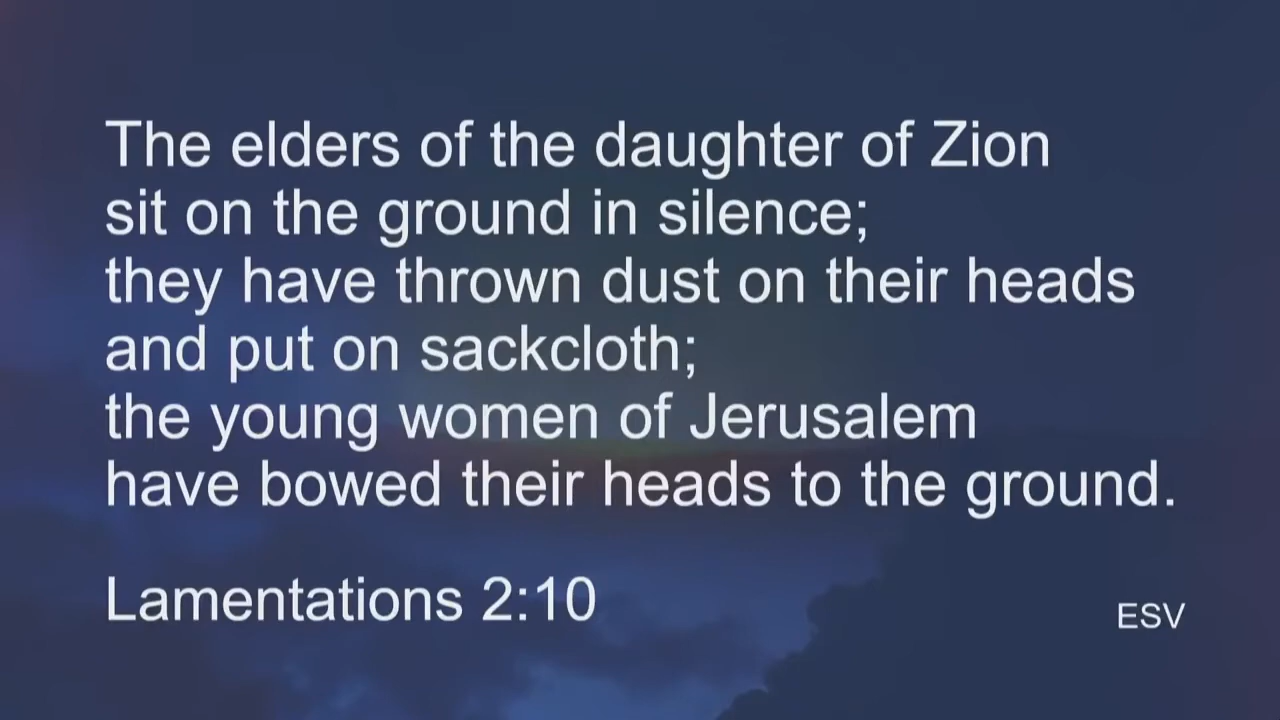 The elders of the daughter of Zion
sit on the ground in silence;
they have thrown dust on their heads
and put on sackcloth;
the young women of Jerusalem
have bowed their heads to the ground.
Lamentations 2:10
ESV